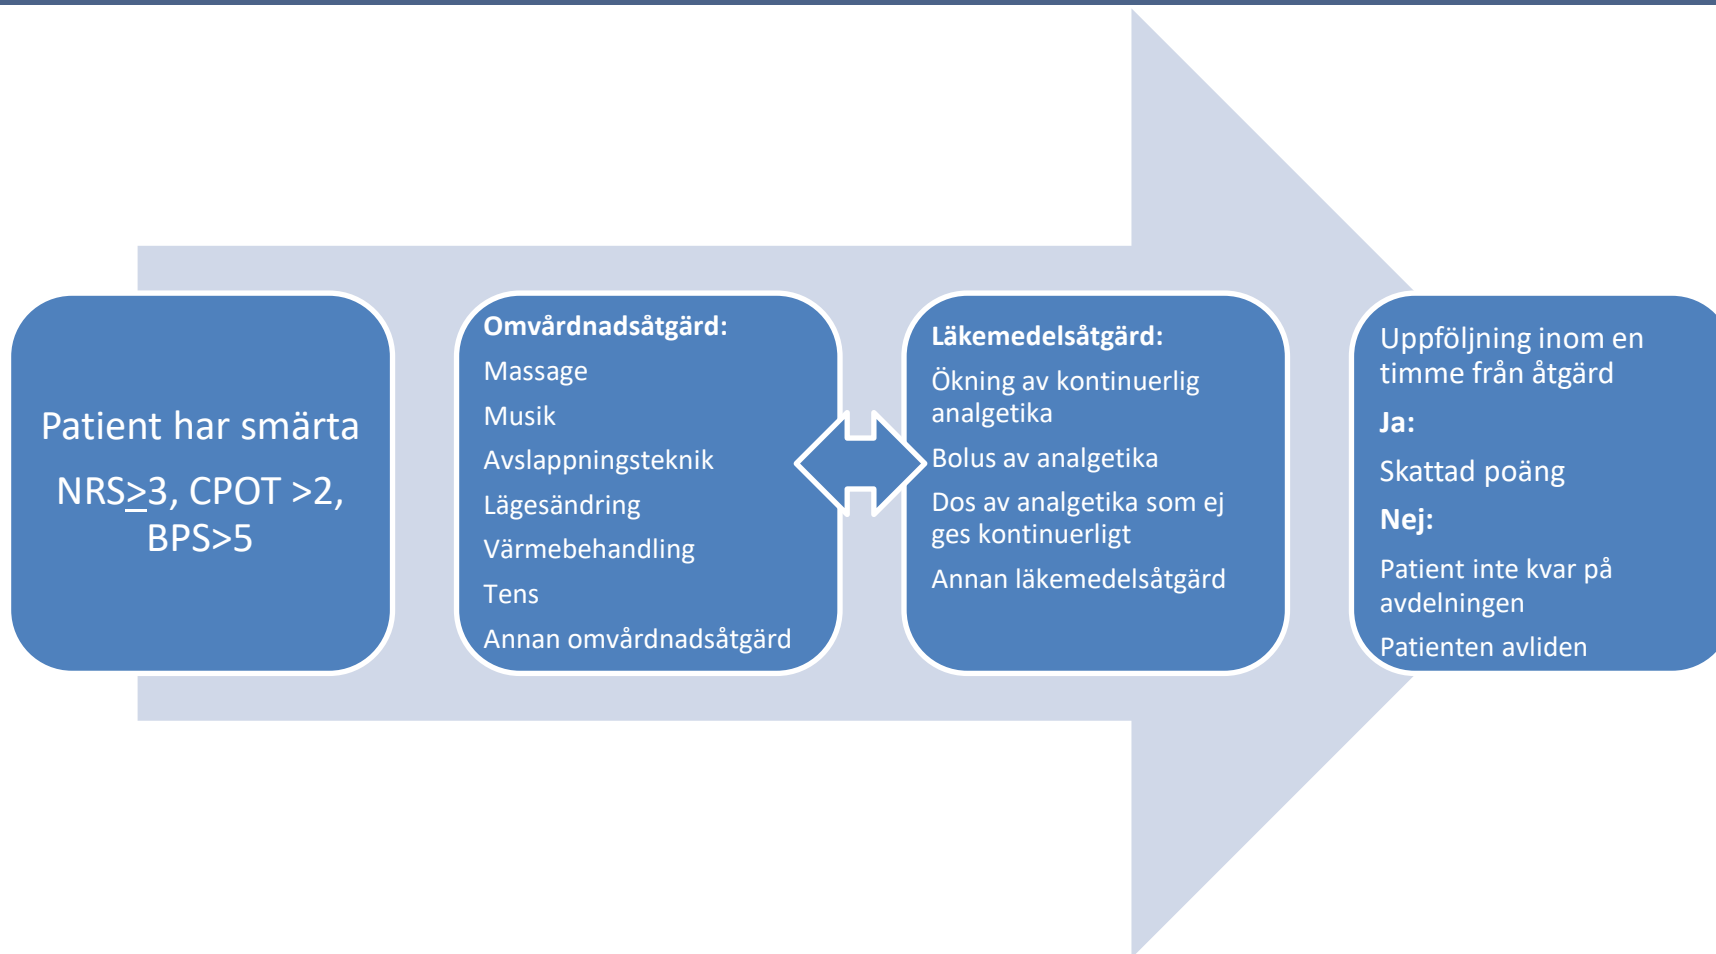 Patient har smärta
NRS≥3, CPOT >2,
BPS>5
Omvårdnadsåtgärd:
Massage
Musik
Avslappningsteknik
Lägesändring
Värmebehandling
Tens
Annan omvårdnadsåtgärd
Läkemedelsåtgärd:
Ökning av kontinuerlig
analgetika
Bolus av analgetika
Dos av analgetika som ej
ges kontinuerligt
Annan läkemedelsåtgärd
Uppföljning inom en
timme från åtgärd
Ja:
Skattad poäng
Nej:
Patient inte kvar på
avdelningen
Patienten avliden